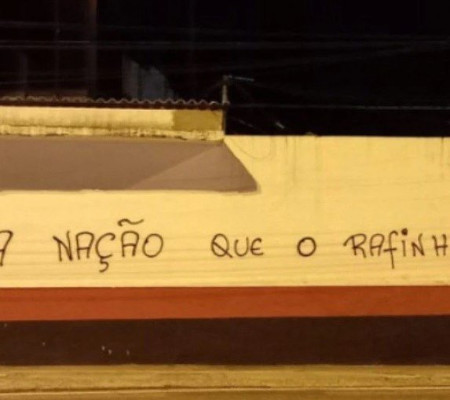 NAÇÃO QUE O RAFINH